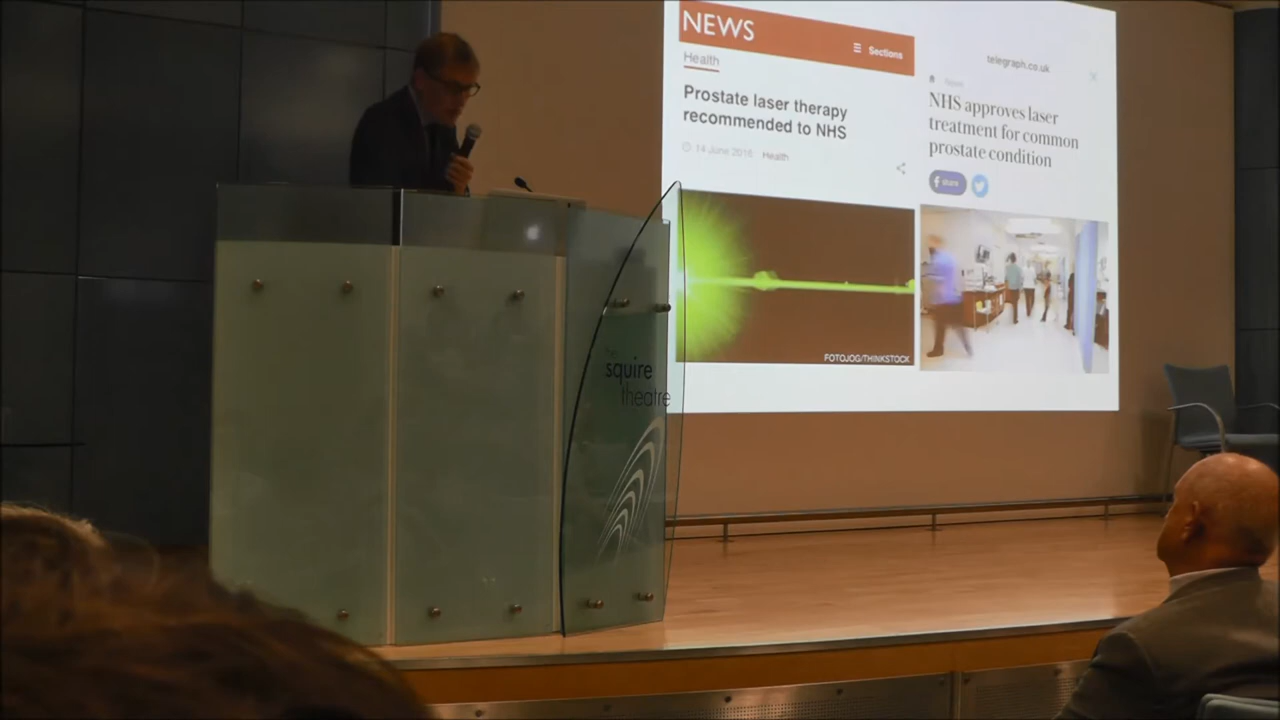 NEWS
Sections
Health
Prostate laser therapy
recommended to NHS
14 June 2016
Health
FOTOJOG/THINKSTOCK
telegraph.co.uk
News
NHS approves laser
treatment for common
prostate condition
f share
the
squire
theatre